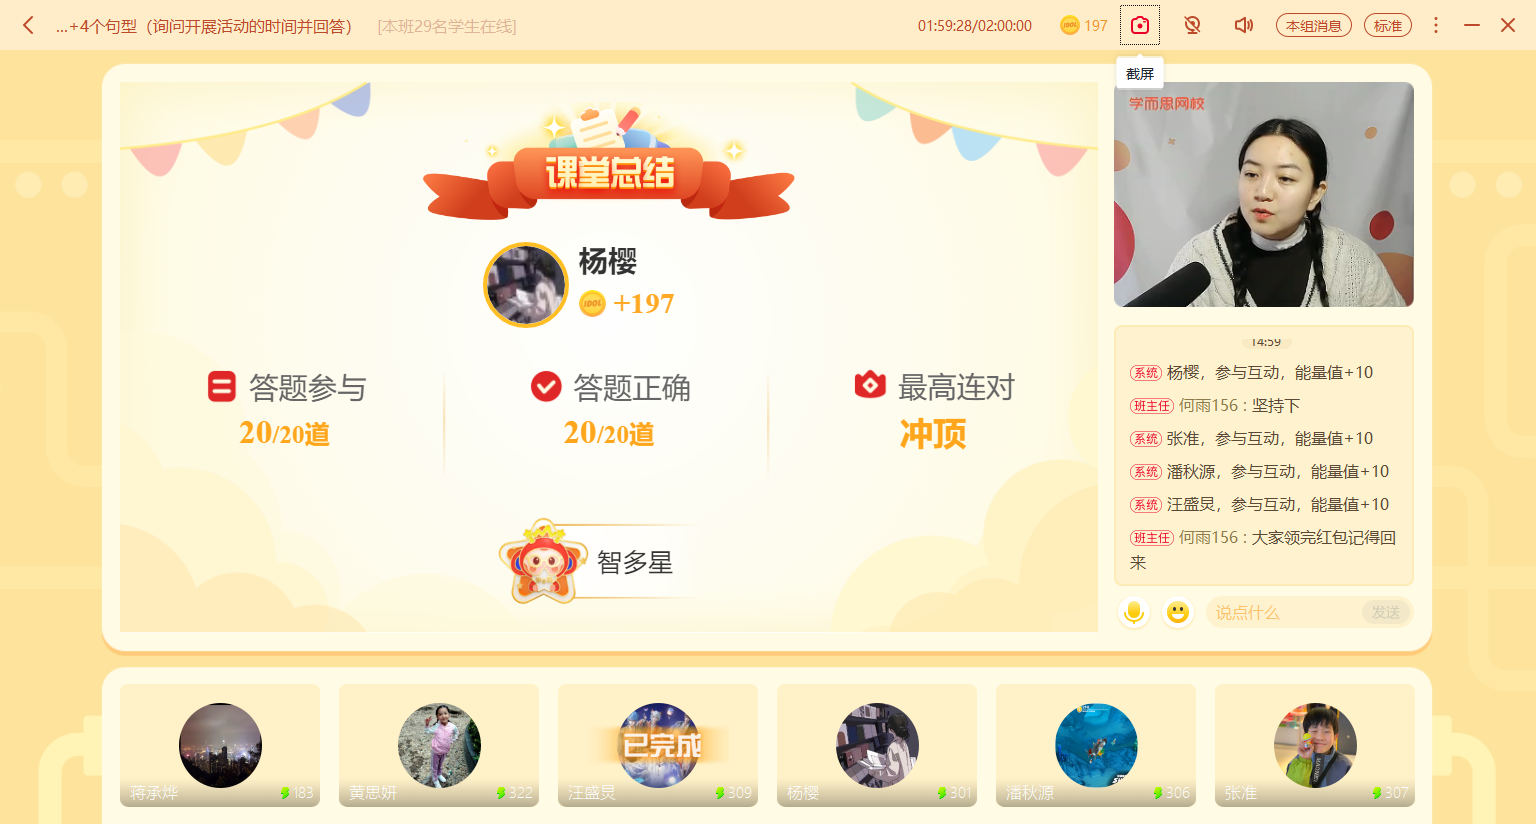 ...+4个句型（询问开展活动的时间并回答） [本班29名学生在线] 01:59:28/02:00:00 197 本组消息 标准
截屏
学而思网校
课堂总结
杨樱
IDOL +197
答题参与 答题正确 最高连对
20/20道 20/20道 冲顶
智多星
14:59
系统 杨樱，参与互动，能量值+10
班主任 何雨156：坚持下
系统 张准，参与互动，能量值+10
系统 潘秋源，参与互动，能量值+10
系统 汪盛炅，参与互动，能量值+10
班主任 何雨156：大家领完红包记得回
来
说点什么 发送
已完成
蒋承烨 183 黄思妍 322 汪盛炅 309 杨樱 301 潘秋源 306 张准 307